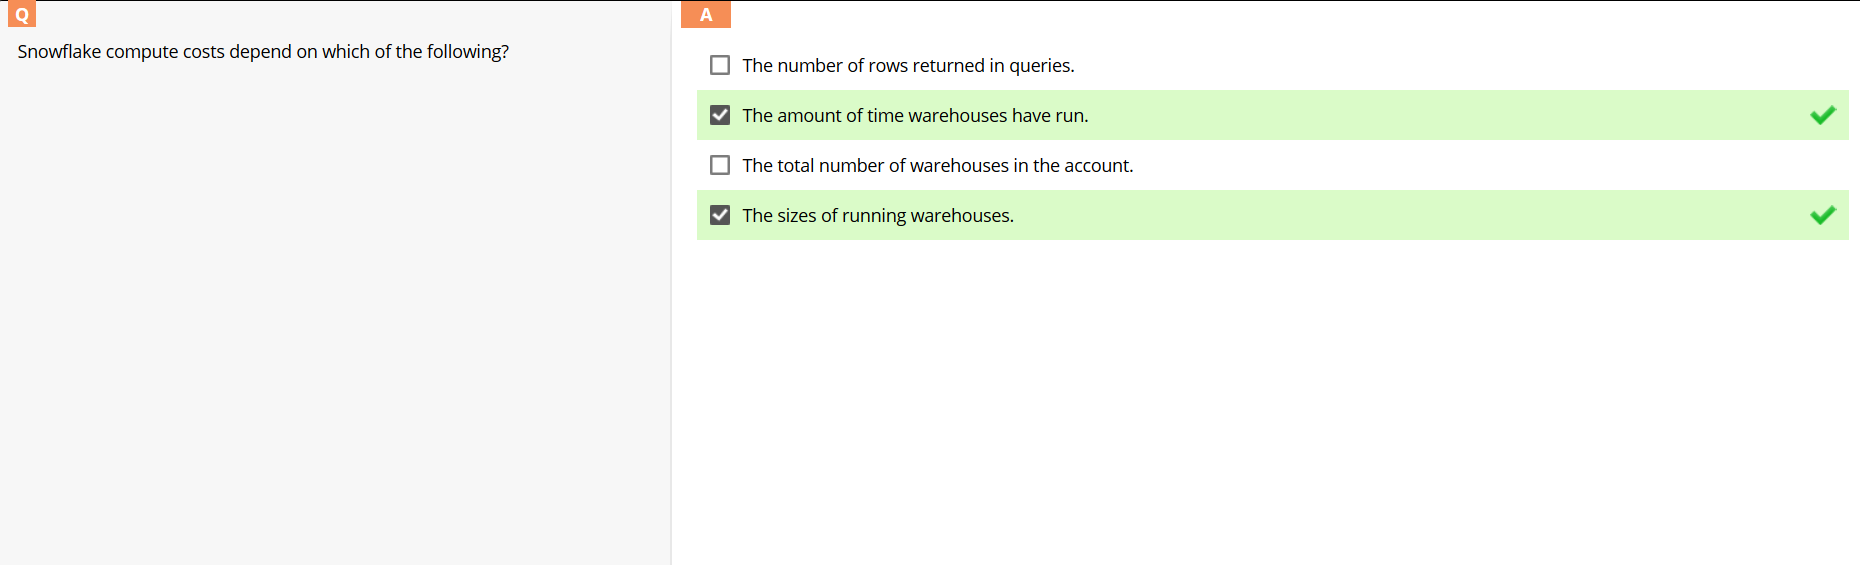 Q
Snowflake compute costs depend on which of the following?
A
The number of rows returned in queries.
The amount of time warehouses have run.
The total number of warehouses in the account.
The sizes of running warehouses.